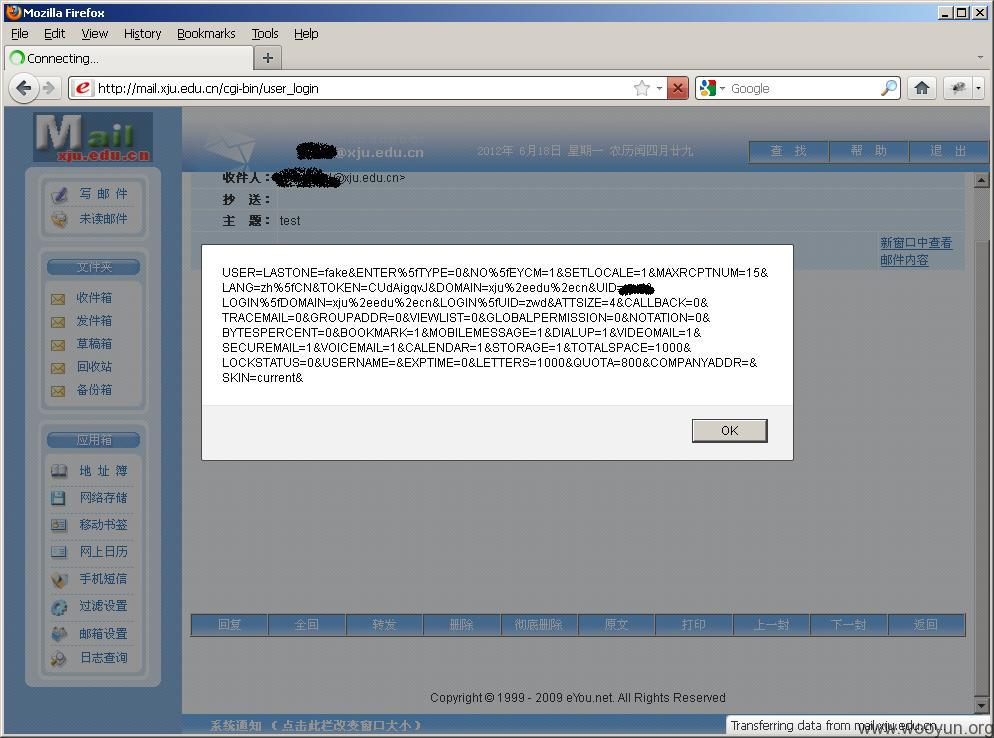 Mozilla Firefox
File Edit View History Bookmarks Tools Help
Connecting...
http://mail.xju.edu.cn/cgi-bin/user_login
Google
Mail
xju.edu.cn
@xju.edu.cn
2012年 6月18日 星期一 农历闰四月廿九
查 找 帮 助 退 出
写 邮 件
未读邮件
文件夹
收件箱
发件箱
草稿箱
回收站
备份箱
应用箱
地 址 簿
网络存储
移动书签
网上日历
手机短信
过滤设置
邮箱设置
日志查询
收件人： @xju.edu.cn>
抄 送：
主 题： test
新窗口中查看
邮件内容
USER=LASTONE=fake&ENTER%5fTYPE=0&NO%5fEYCM=1&SETLOCALE=1&MAXRCPTNUM=15&
LANG=zh%5fCN&TOKEN=CUdAigqvJ&DOMAIN=xju%2eedu%2ecn&UID=
LOGIN%5fDOMAIN=xju%2eedu%2ecn&LOGIN%5fUID=zwd&ATTSIZE=4&CALLBACK=0&
TRACEMAIL=0&GROUPADDR=0&VIEWLIST=0&GLOBALPERMISSION=0&NOTATION=0&
BYTESPERCENT=0&BOOKMARK=1&MOBILEMESSAGE=1&DIALUP=1&VIDEOMAIL=1&
SECUREMAIL=1&VOICEMAIL=1&CALENDAR=1&STORAGE=1&TOTALSPACE=1000&
LOCKSTATUS=0&USERNAME=&EXPTIME=0&LETTERS=1000&QUOTA=800&COMPANYADDR=&
SKIN=current&
OK
回复 全回 转发 删除 彻底删除 原文 打印 上一封 下一封 返回
Copyright © 1999 - 2009 eYou.net. All Rights Reserved
系统通知 （点击此栏改变窗口大小）
Transferring data from mail.xju.edu.cn...
www.wooyun.org